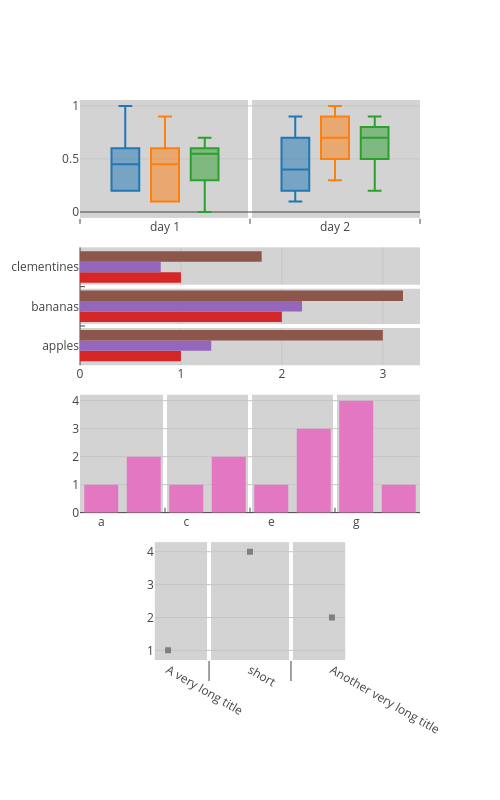 1
0.5
0
day 1 day 2
clementines
bananas
apples
0 1 2 3
4
3
2
1
0
a c e g
4
3
2
1
A very long title short Another very long title